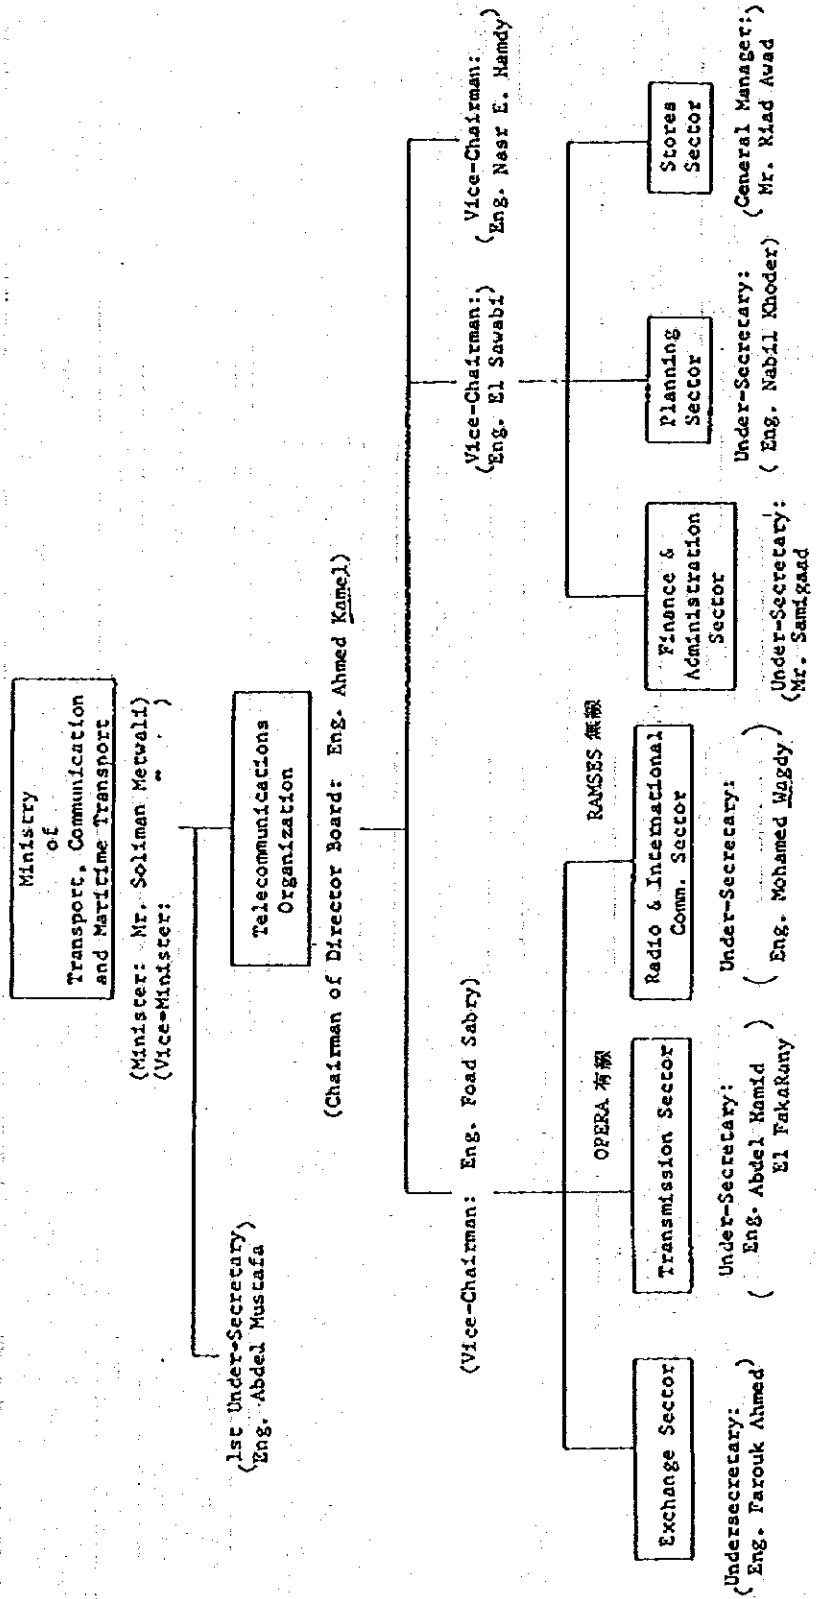 Ministry
of
Transport, Communication
and Maritime Transport
(Minister: Mr. Soliman Metwali)
(Vice-Minister: )
(1st Under-Secretary)
Eng. Abdel Mustafa
Telecommunications
Organization
(Chairman of Director Board: Eng. Ahmed Kamel)
(Vice-Chairman: Eng. Foad Sabry)
(Vice-Chairman:
Eng. El Sawabi)
(Vice-Chairman:
Eng. Nasr E. Hamdy)
OPERA 有線
RAMSES 無線
Exchange Sector
(Undersecretary:
Eng. Farouk Ahmed)
Transmission Sector
Under-Secretary:
( Eng. Abdel Hamid )
El FakaRany
Radio & International
Comm. Sector
Under-Secretary:
( Eng. Mohamed Wagdy )
Finance &
Administration
Sector
(Under-Secretary:
Mr. Samigaad
Planning
Sector
Under-Secretary:
( Eng. Nabil Khoder)
Stores
Sector
(General Manager:)
Mr. Riad Awad